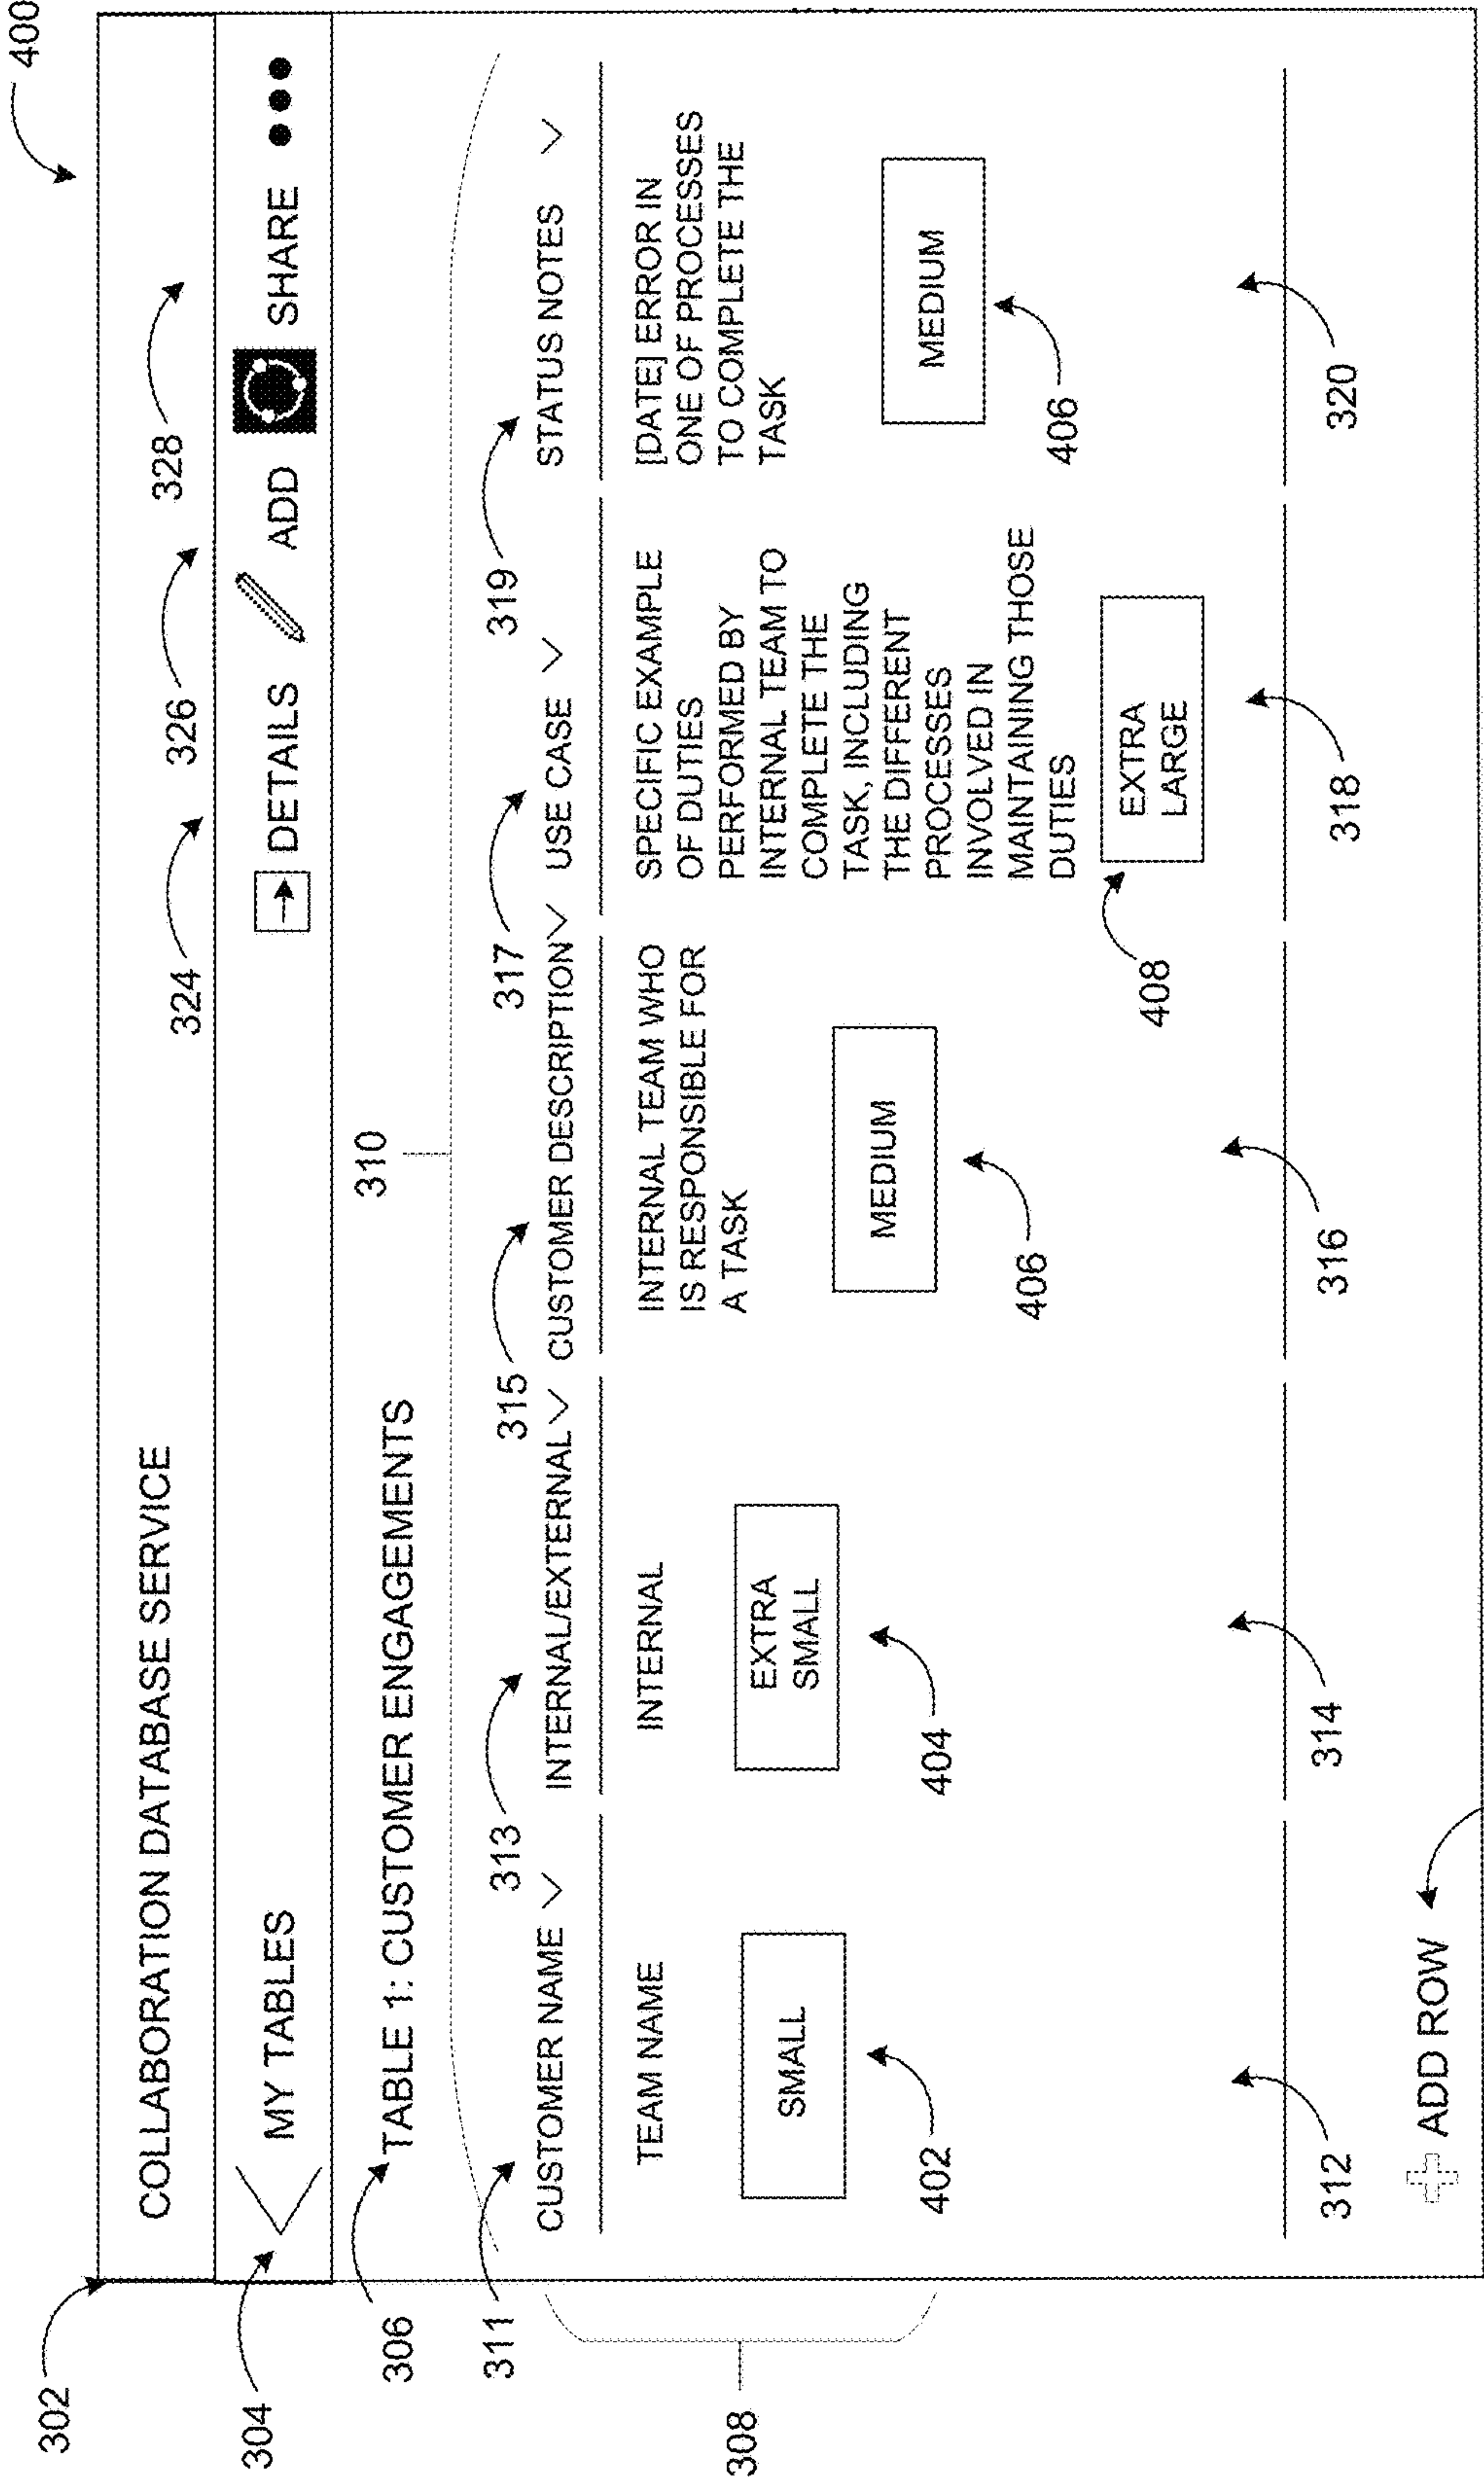 400
302
COLLABORATION DATABASE SERVICE
324
326
328
304
MY TABLES
DETAILS
ADD
SHARE
306
TABLE 1: CUSTOMER ENGAGEMENTS
310
311
313
315
317
319
CUSTOMER NAME
INTERNAL/EXTERNAL
CUSTOMER DESCRIPTION
USE CASE
STATUS NOTES
308
TEAM NAME
SMALL
402
312
INTERNAL
EXTRA
SMALL
404
314
INTERNAL TEAM WHO
IS RESPONSIBLE FOR
A TASK
MEDIUM
406
316
SPECIFIC EXAMPLE
OF DUTIES
PERFORMED BY
INTERNAL TEAM TO
COMPLETE THE
TASK, INCLUDING
THE DIFFERENT
PROCESSES
INVOLVED IN
MAINTAINING THOSE
DUTIES
EXTRA
LARGE
408
318
[DATE] ERROR IN
ONE OF PROCESSES
TO COMPLETE THE
TASK
MEDIUM
406
320
ADD ROW